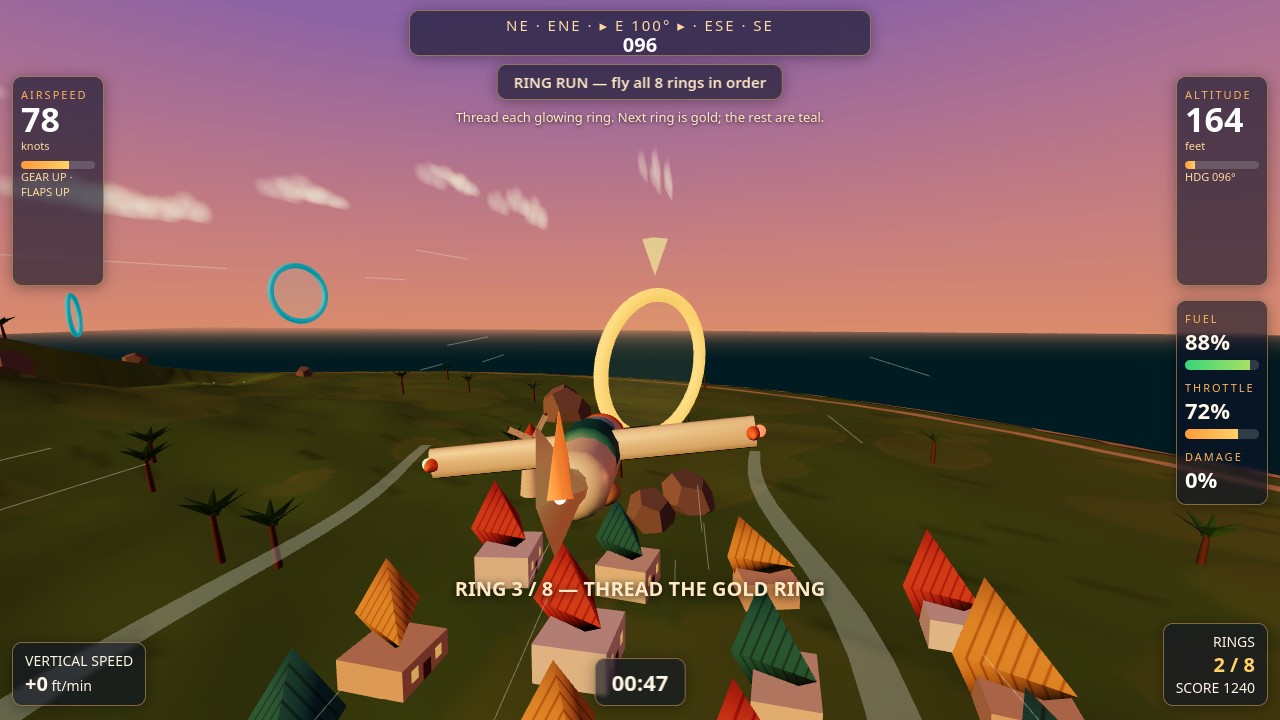 NE · ENE · ▸ E 100° ▸ · ESE · SE
096
RING RUN — fly all 8 rings in order
Thread each glowing ring. Next ring is gold; the rest are teal.
AIRSPEED
78
knots
GEAR UP ·
FLAPS UP
ALTITUDE
164
feet
HDG 096°
FUEL
88%
THROTTLE
72%
DAMAGE
0%
RING 3 / 8 — THREAD THE GOLD RING
VERTICAL SPEED
+0 ft/min
00:47
RINGS
2 / 8
SCORE 1240